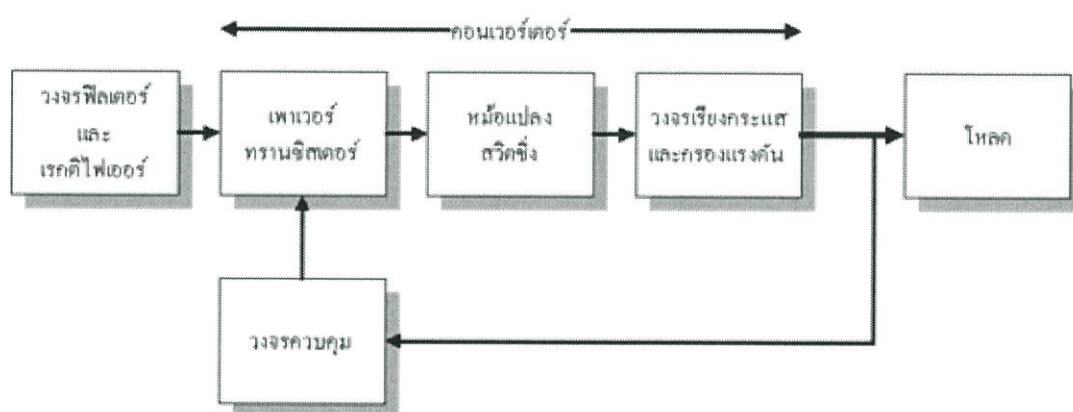 คอนเวอร์เตอร์
วงจรฟิลเตอร์
และ
เรกติไฟเออร์
เพาเวอร์
ทรานซิสเตอร์
หม้อแปลง
สวิตชิ่ง
วงจรเรียงกระแส
และกรองแรงดัน
โหลด
วงจรควบคุม